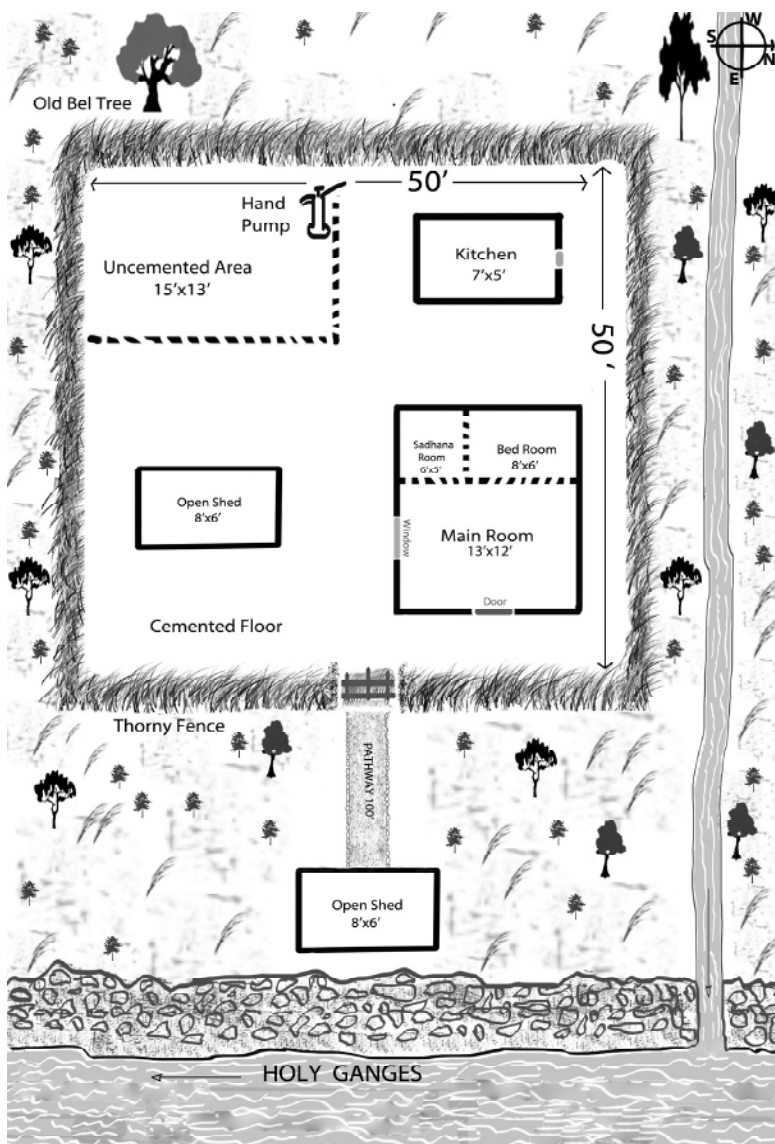 W
S
N
E
Old Bel Tree
50'
Hand
Pump
Kitchen
7'x5'
Uncemented Area
15'x13'
50'
Sadhana
Room
6'x5'
Bed Room
8'x6'
Open Shed
8'x6'
Window
Main Room
13'x12'
Door
Cemented Floor
Thorny Fence
PATHWAY 100'
Open Shed
8'x6'
HOLY GANGES